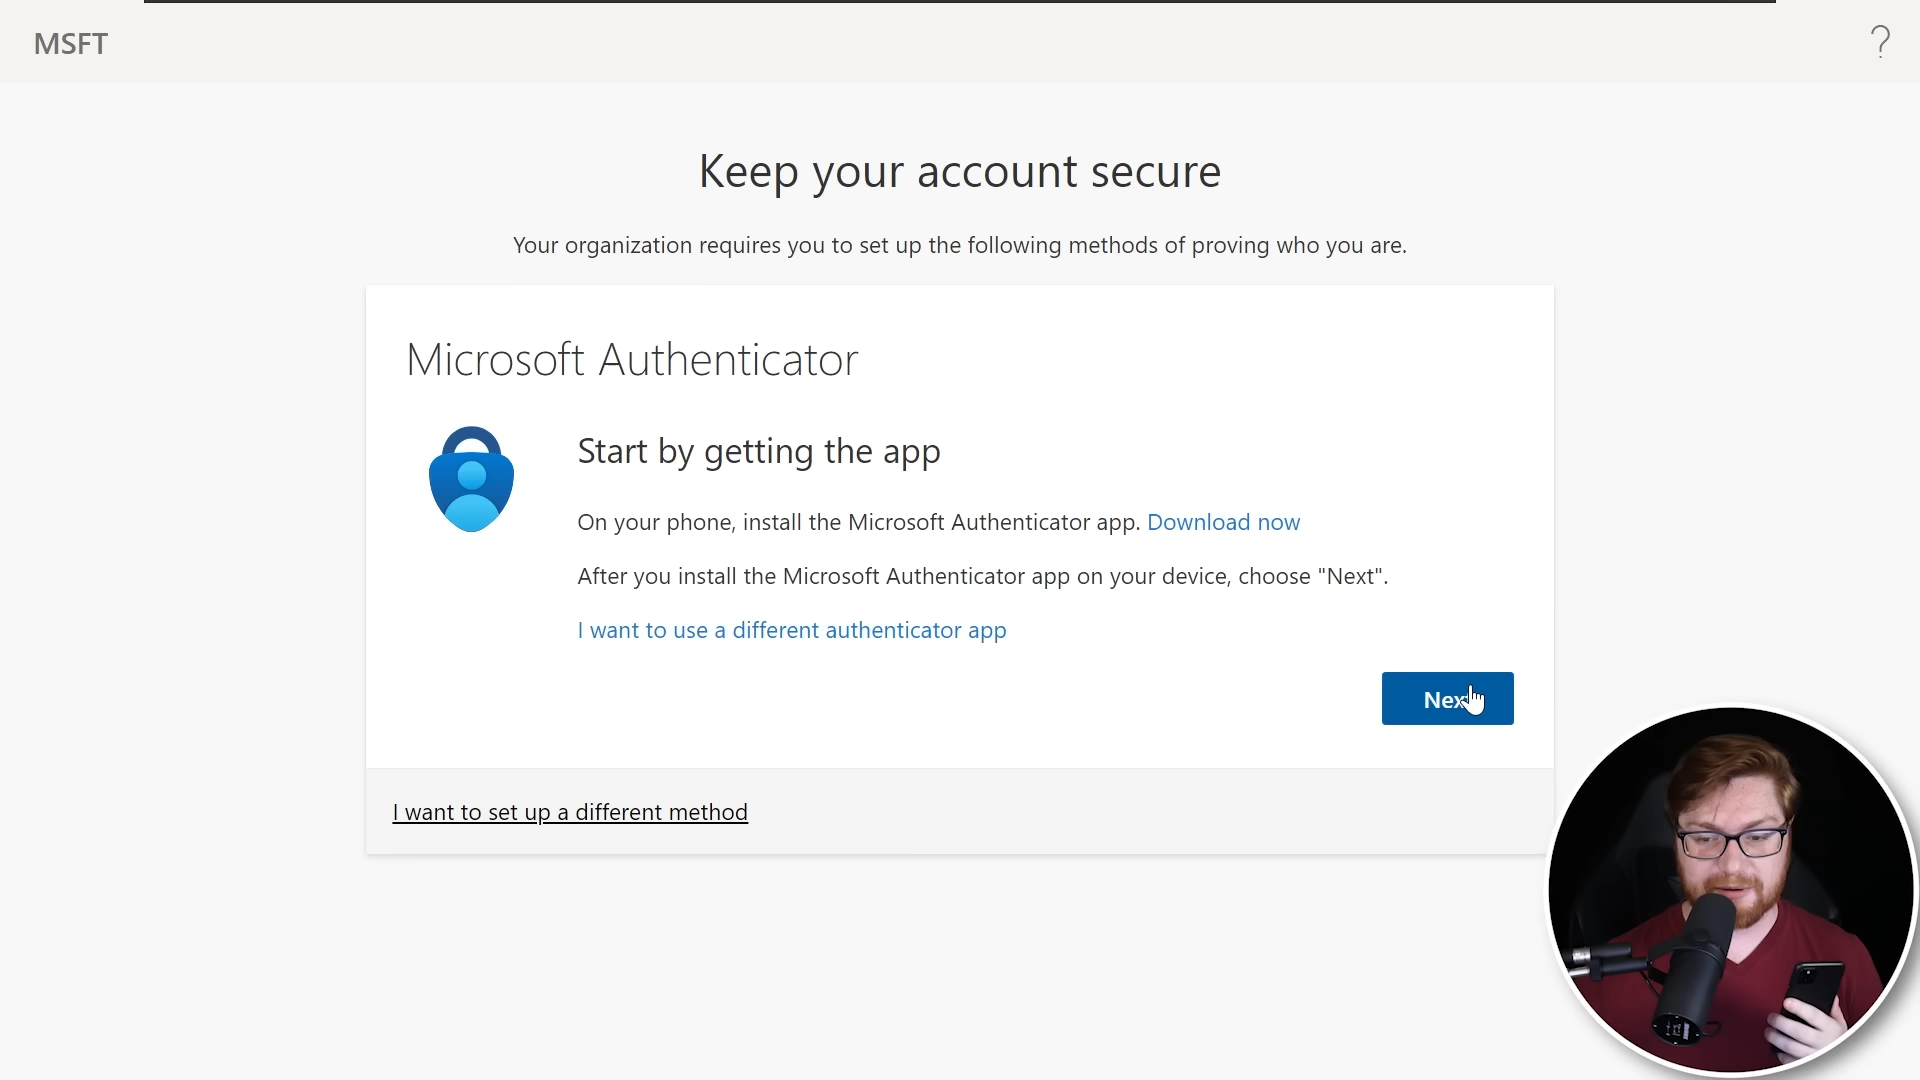 MSFT
?
Keep your account secure
Your organization requires you to set up the following methods of proving who you are.
Microsoft Authenticator
Start by getting the app
On your phone, install the Microsoft Authenticator app. Download now
After you install the Microsoft Authenticator app on your device, choose "Next".
I want to use a different authenticator app
Next
I want to set up a different method